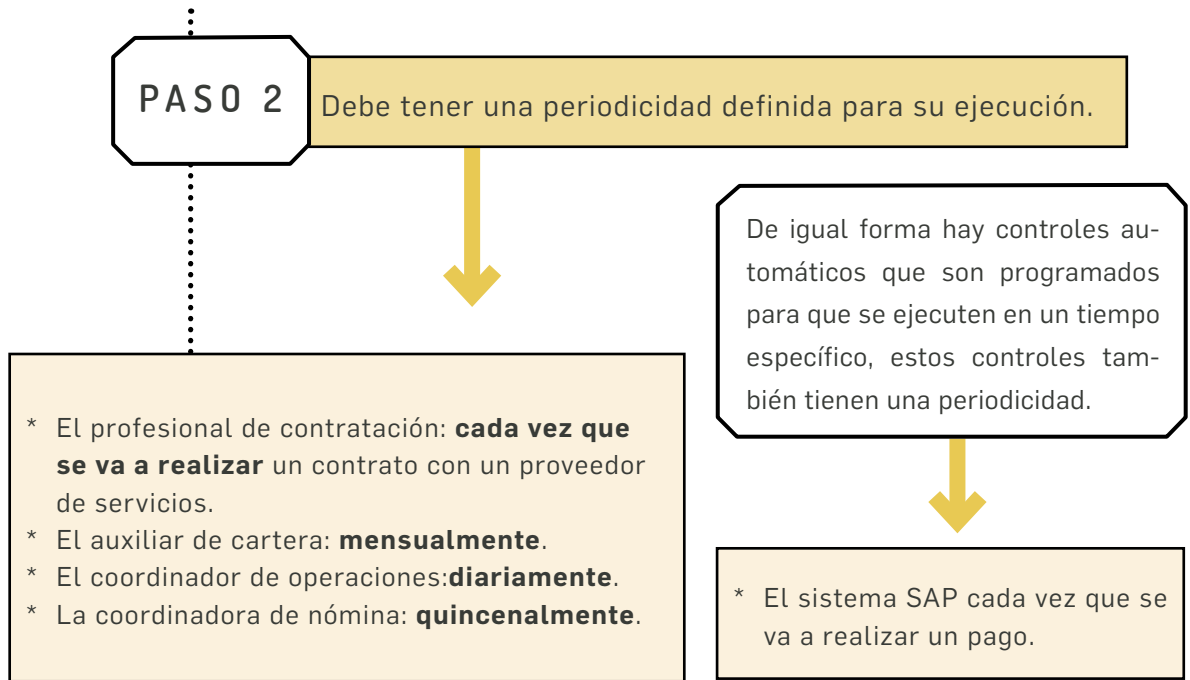 PASO 2
Debe tener una periodicidad definida para su ejecución.
De igual forma hay controles au-
tomáticos que son programados
para que se ejecuten en un tiempo
específico, estos controles tam-
bién tienen una periodicidad.
* El profesional de contratación: cada vez que
se va a realizar un contrato con un proveedor
de servicios.
* El auxiliar de cartera: mensualmente.
* El coordinador de operaciones:diariamente.
* La coordinadora de nómina: quincenalmente.
* El sistema SAP cada vez que se
va a realizar un pago.